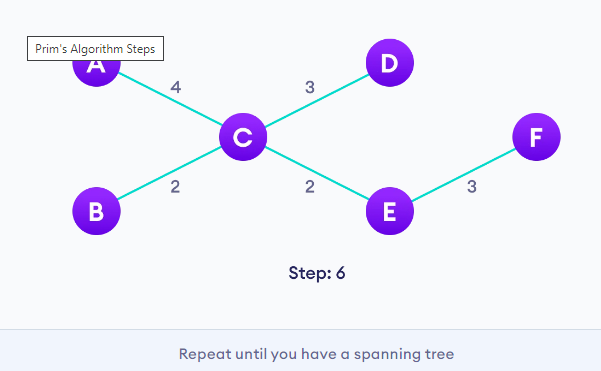 Prim's Algorithm Steps
A
D
4
3
C
F
B
2
2
E
3
Step: 6
Repeat until you have a spanning tree